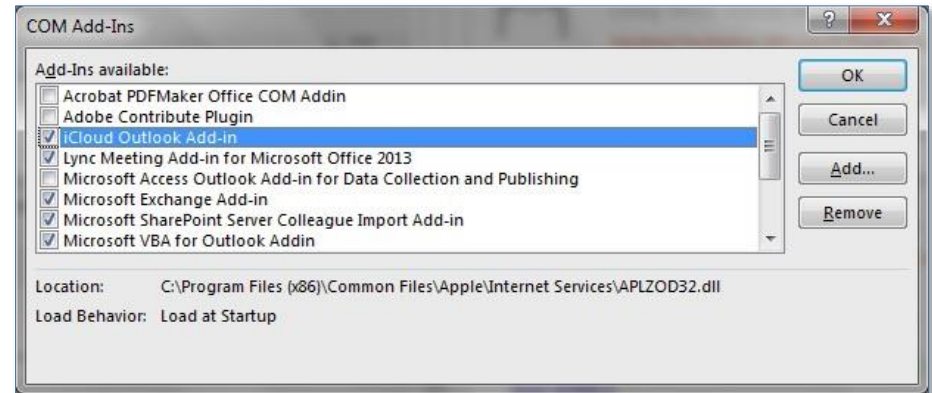 COM Add-Ins
Add-Ins available:
Acrobat PDFMaker Office COM Addin
Adobe Contribute Plugin
iCloud Outlook Add-in
Lync Meeting Add-in for Microsoft Office 2013
Microsoft Access Outlook Add-in for Data Collection and Publishing
Microsoft Exchange Add-in
Microsoft SharePoint Server Colleague Import Add-in
Microsoft VBA for Outlook Addin
OK
Cancel
Add...
Remove
Location: C:\Program Files (x86)\Common Files\Apple\Internet Services\APLZOD32.dll
Load Behavior: Load at Startup